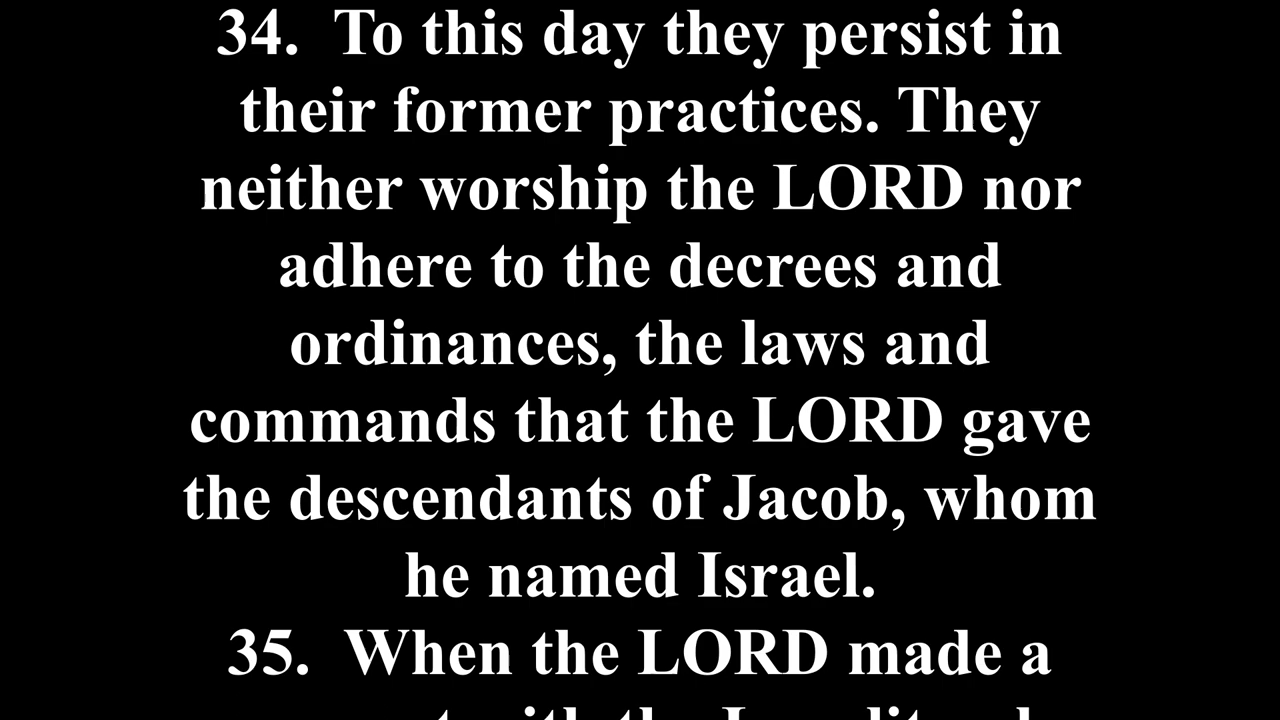 34.  To this day they persist in
their former practices. They
neither worship the LORD nor
adhere to the decrees and
ordinances, the laws and
commands that the LORD gave
the descendants of Jacob, whom
he named Israel.
35.  When the LORD made a
with the